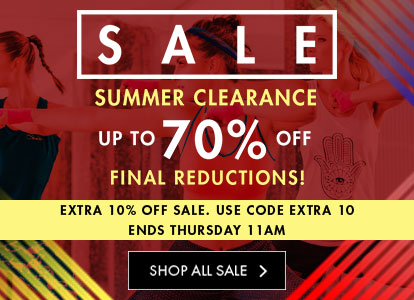 SALE
SUMMER CLEARANCE
UP TO 70% OFF
FINAL REDUCTIONS!
EXTRA 10% OFF SALE. USE CODE EXTRA 10
ENDS THURSDAY 11AM
SHOP ALL SALE >